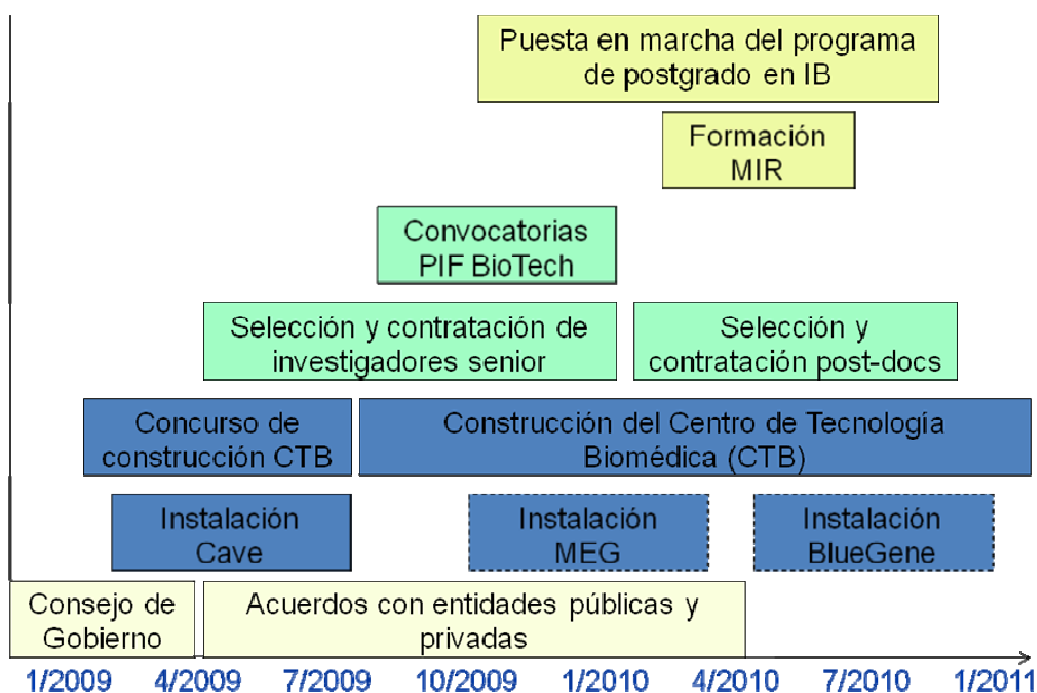 Puesta en marcha del programa
de postgrado en IB
Formación
MIR
Convocatorias
PIF BioTech
Selección y contratación de
investigadores senior
Selección y
contratación post-docs
Concurso de
construcción CTB
Construcción del Centro de Tecnología
Biomédica (CTB)
Instalación
Cave
Instalación
MEG
Instalación
BlueGene
Consejo de
Gobierno
Acuerdos con entidades públicas y
privadas
1/2009 4/2009 7/2009 10/2009 1/2010 4/2010 7/2010 1/2011